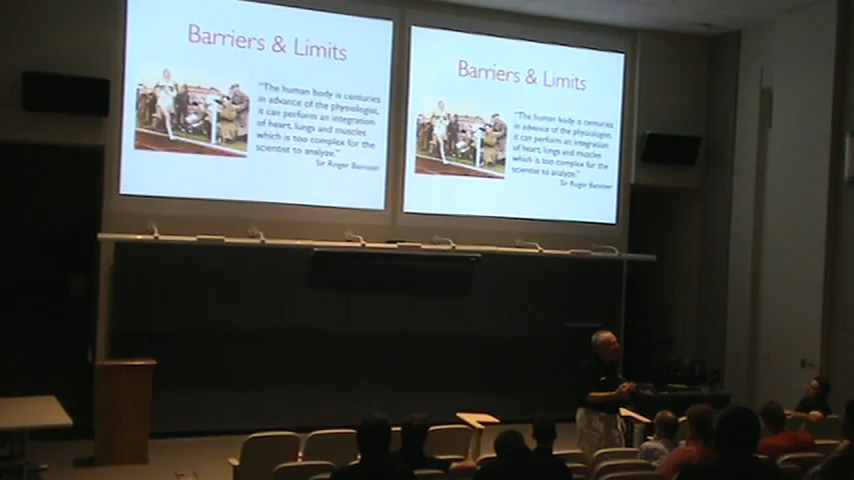 Barriers & Limits
"The human body is centuries
in advance of the physiologist,
it can perform an integration
of heart, lungs and muscles
which is too complex for the
scientist to analyze."
Sir Roger Bannister
Barriers & Limits
"The human body is centuries
in advance of the physiologist,
it can perform an integration
of heart, lungs and muscles
which is too complex for the
scientist to analyze."
Sir Roger Bannister